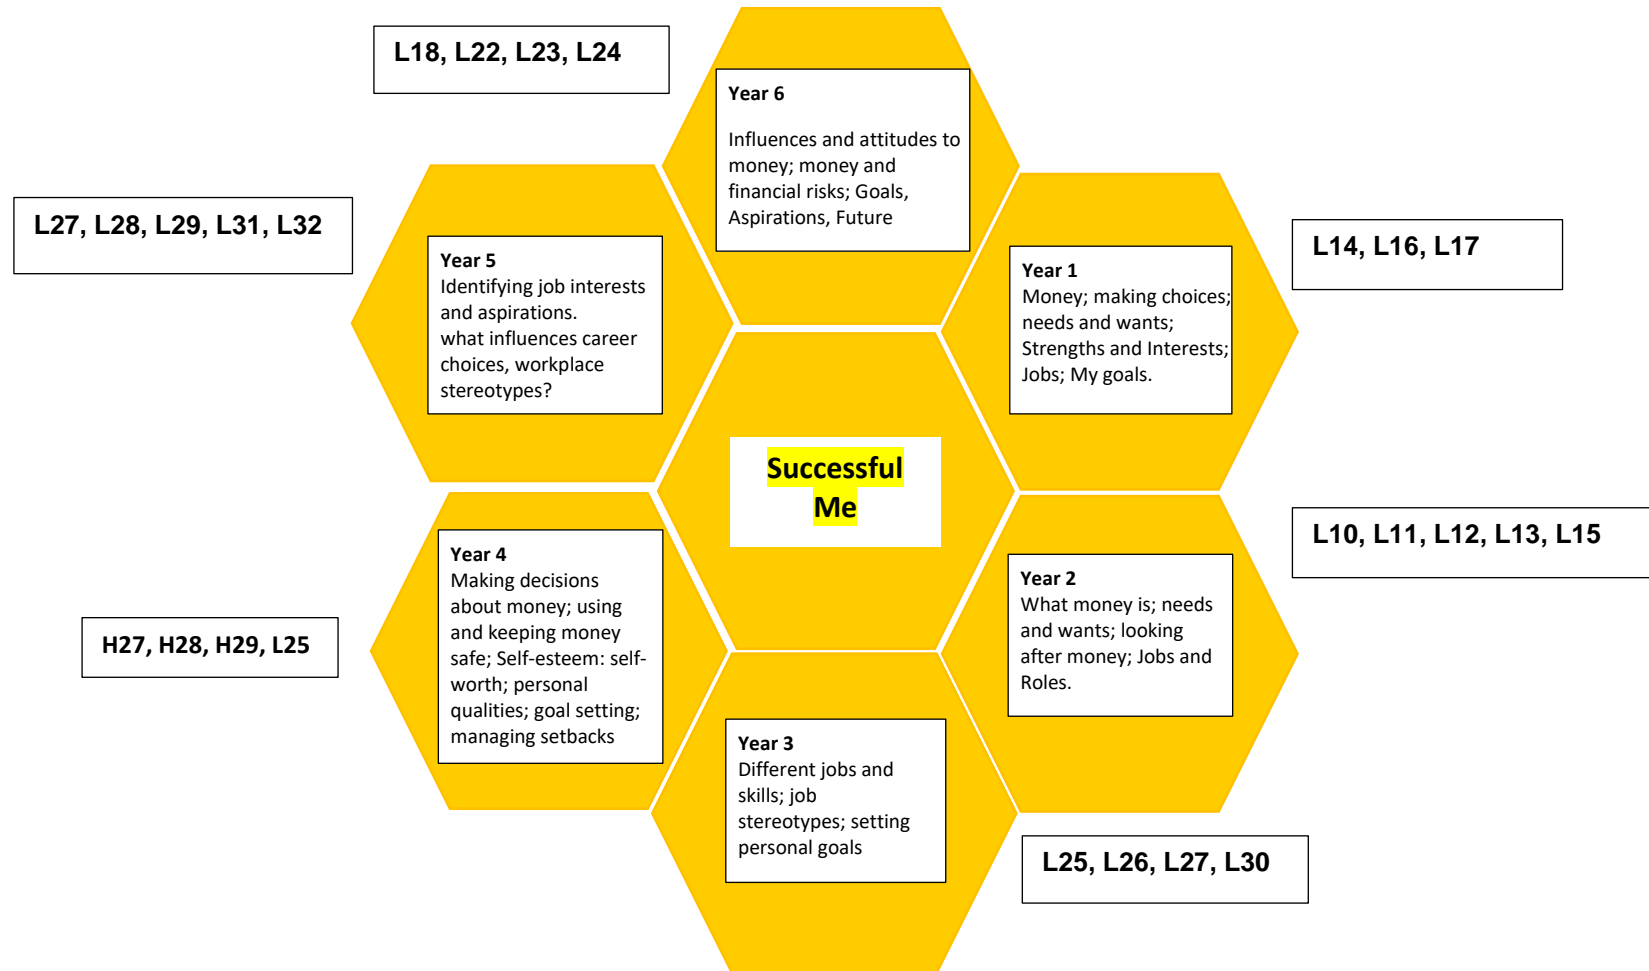 L18, L22, L23, L24
Year 6
Influences and attitudes to
money; money and
financial risks; Goals,
Aspirations, Future
L27, L28, L29, L31, L32
Year 5
Identifying job interests
and aspirations.
what influences career
choices, workplace
stereotypes?
L14, L16, L17
Year 1
Money; making choices;
needs and wants;
Strengths and Interests;
Jobs; My goals.
Successful
Me
H27, H28, H29, L25
Year 4
Making decisions
about money; using
and keeping money
safe; Self-esteem: self-
worth; personal
qualities; goal setting;
managing setbacks
L10, L11, L12, L13, L15
Year 2
What money is; needs
and wants; looking
after money; Jobs and
Roles.
Year 3
Different jobs and
skills; job
stereotypes; setting
personal goals
L25, L26, L27, L30